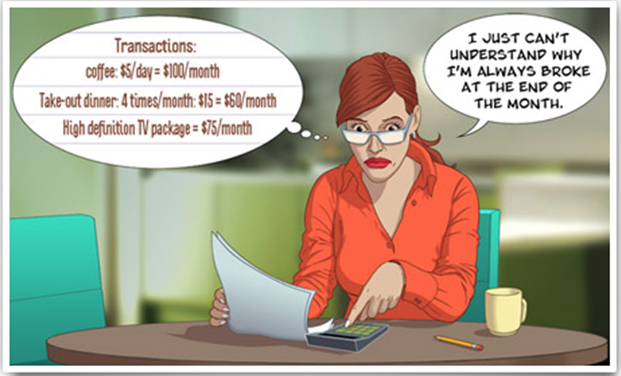 Transactions:
coffee: $5/day = $100/month
Take-out dinner: 4 times/month: $15 = $60/month
High definition TV package = $75/month
I JUST CAN'T
UNDERSTAND WHY
I'M ALWAYS BROKE
AT THE END OF
THE MONTH.